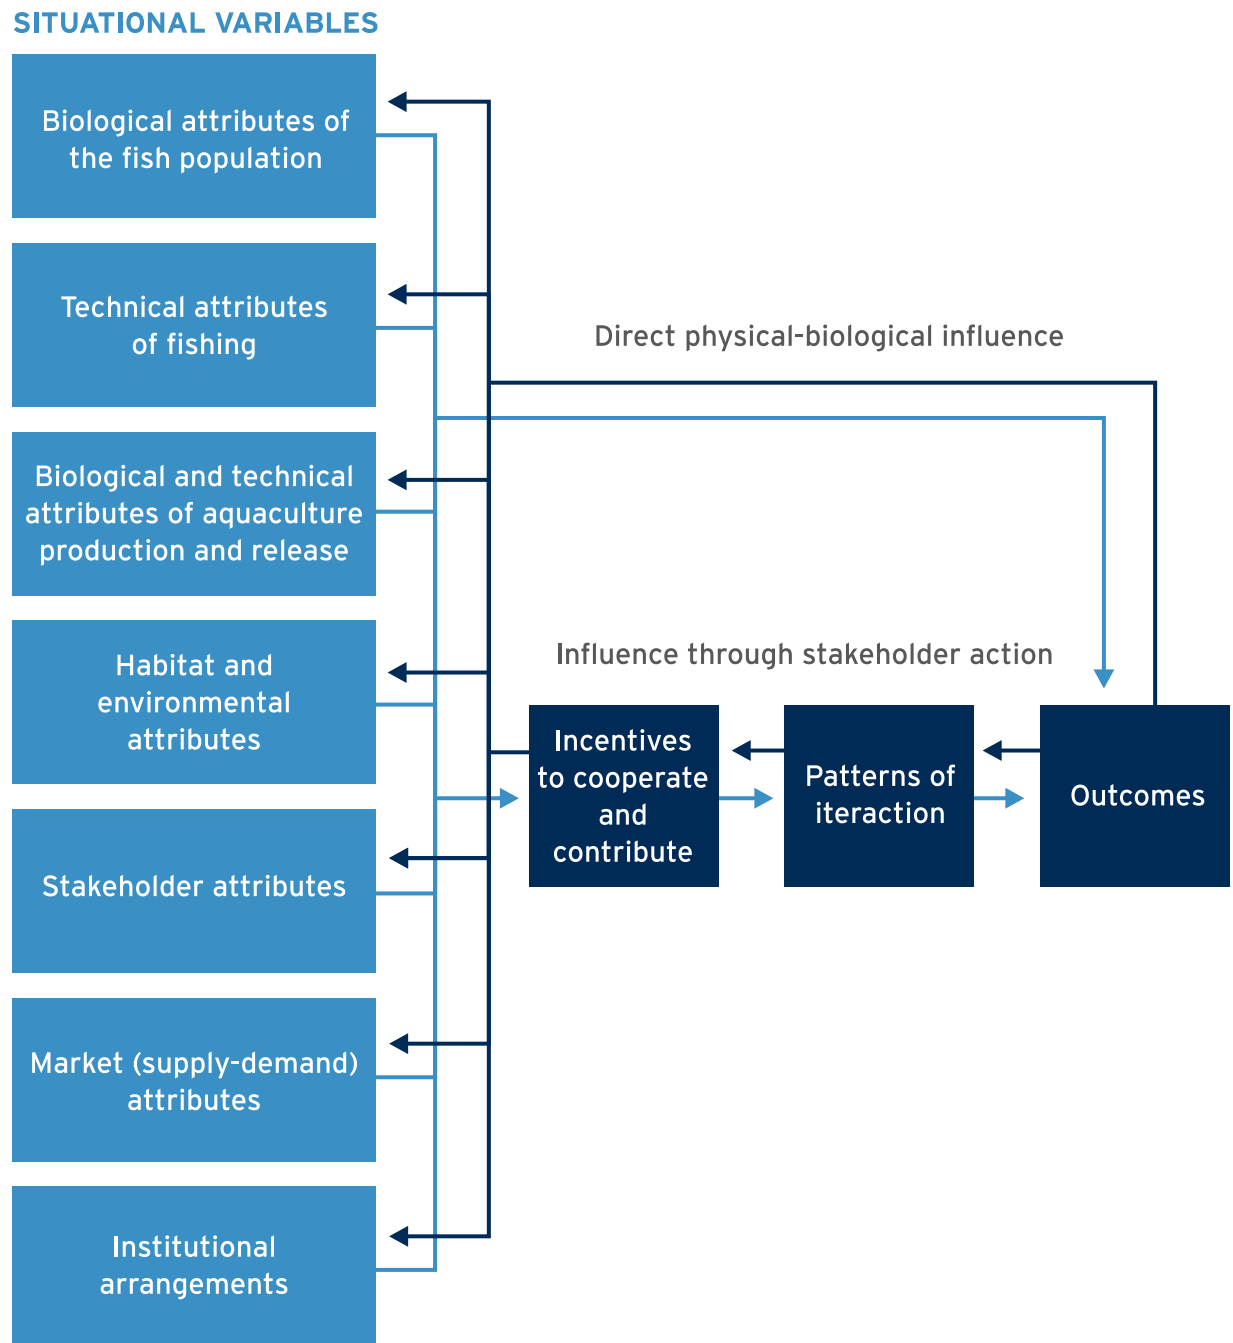 SITUATIONAL VARIABLES
Biological attributes of
the fish population
Technical attributes
of fishing
Biological and technical
attributes of aquaculture
production and release
Habitat and
environmental
attributes
Stakeholder attributes
Market (supply-demand)
attributes
Institutional
arrangements
Direct physical-biological influence
Influence through stakeholder action
Incentives
to cooperate
and
contribute
Patterns of
iteraction
Outcomes